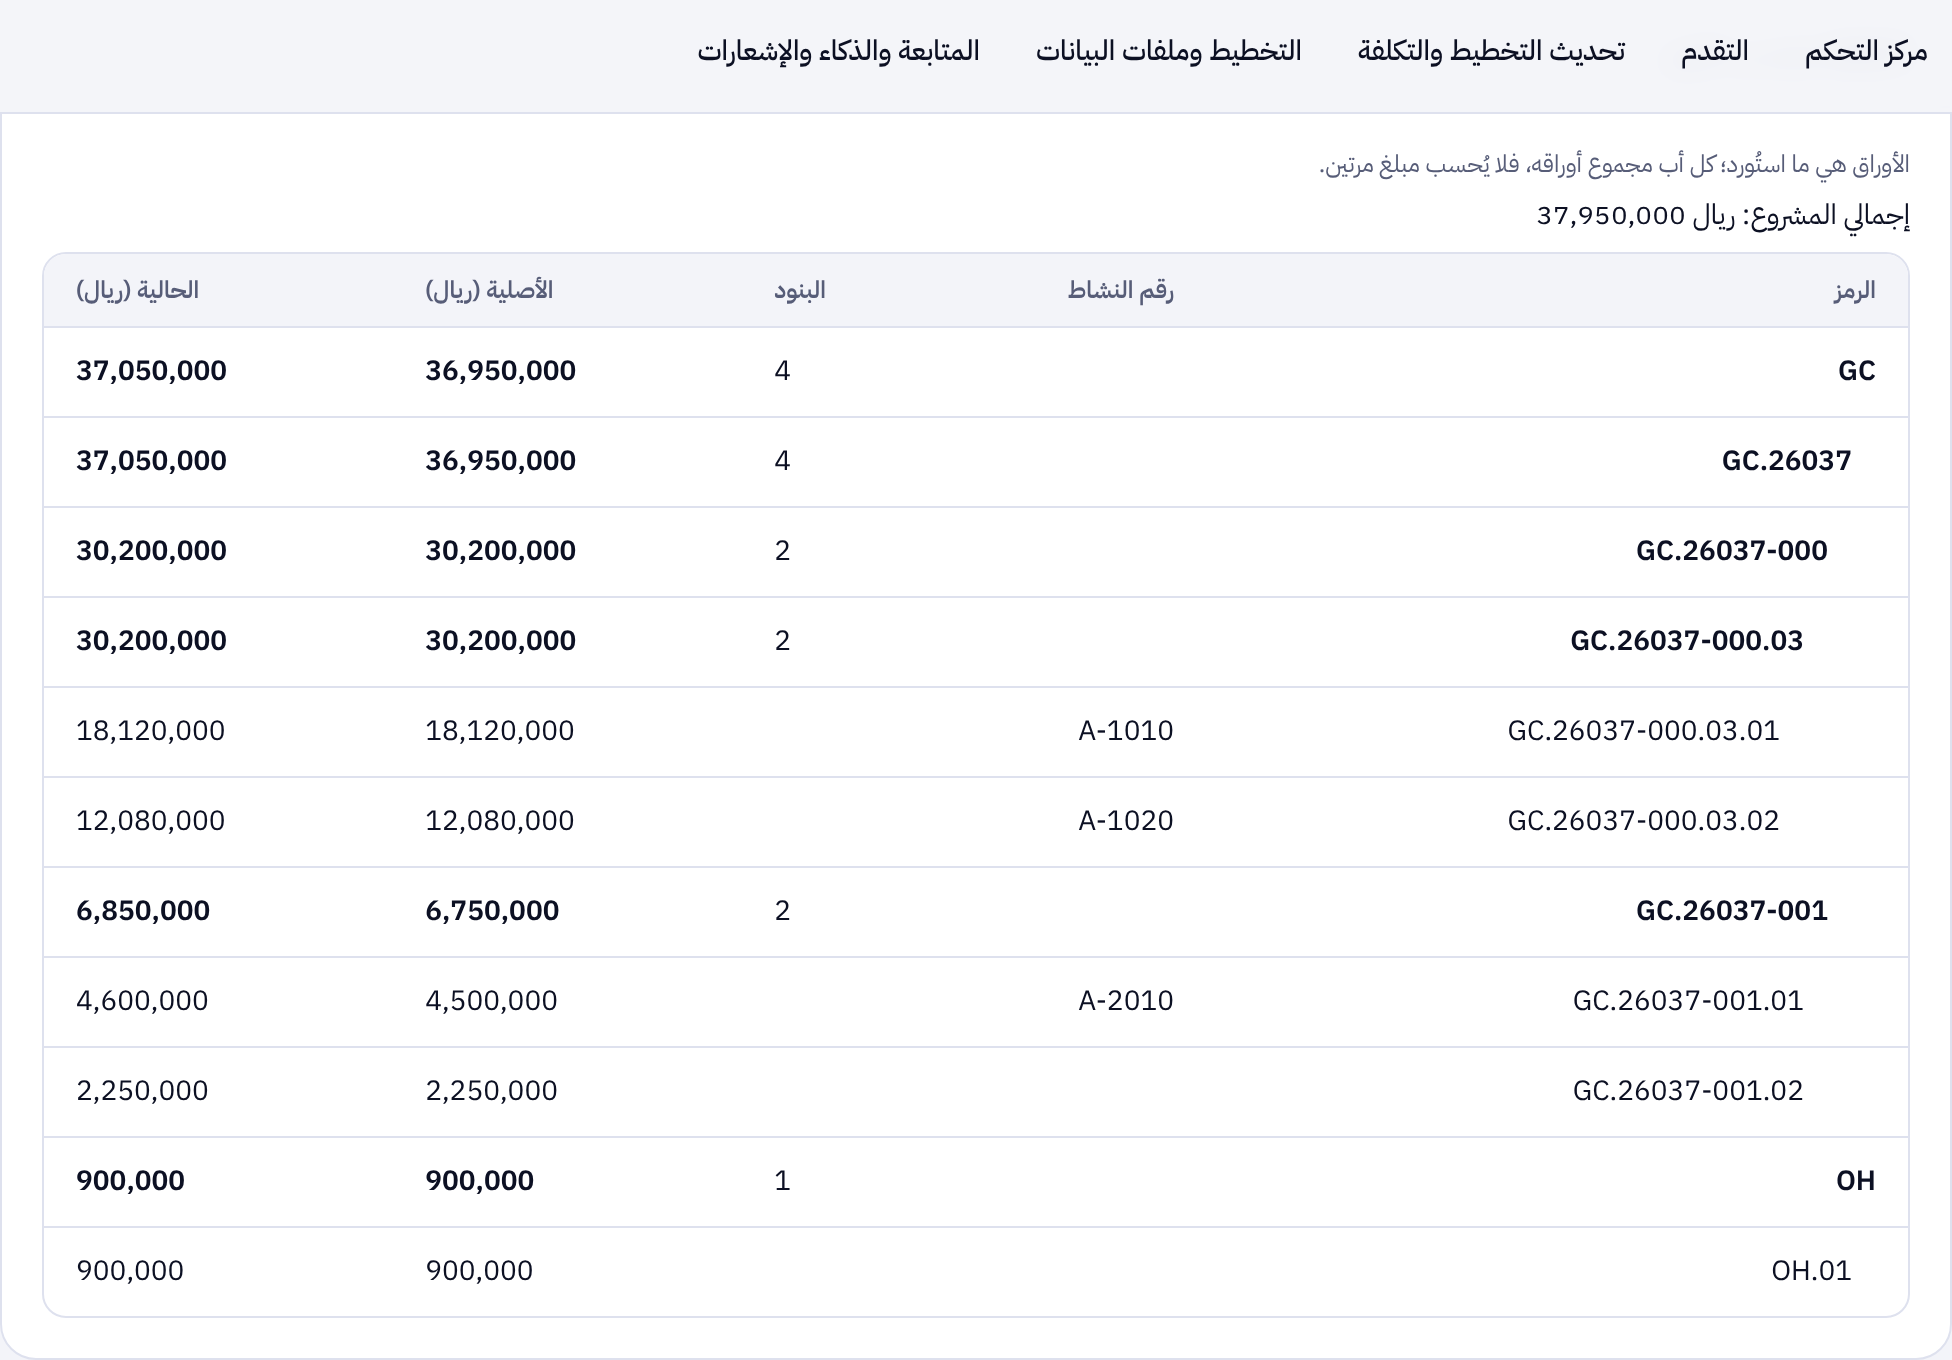 مركز التحكم التقدم تحديث التخطيط والتكلفة التخطيط وملفات البيانات المتابعة والذكاء والإشعارات
الأوراق هي ما استُورد؛ كل أب مجموع أوراقه، فلا يُحسب مبلغ مرتين.
إجمالي المشروع: ريال 37,950,000
الرمز رقم النشاط البنود الأصلية (ريال) الحالية (ريال)
GC 4 36,950,000 37,050,000
GC.26037 4 36,950,000 37,050,000
GC.26037-000 2 30,200,000 30,200,000
GC.26037-000.03 2 30,200,000 30,200,000
GC.26037-000.03.01 A-1010 18,120,000 18,120,000
GC.26037-000.03.02 A-1020 12,080,000 12,080,000
GC.26037-001 2 6,750,000 6,850,000
GC.26037-001.01 A-2010 4,500,000 4,600,000
GC.26037-001.02 2,250,000 2,250,000
OH 1 900,000 900,000
OH.01 900,000 900,000